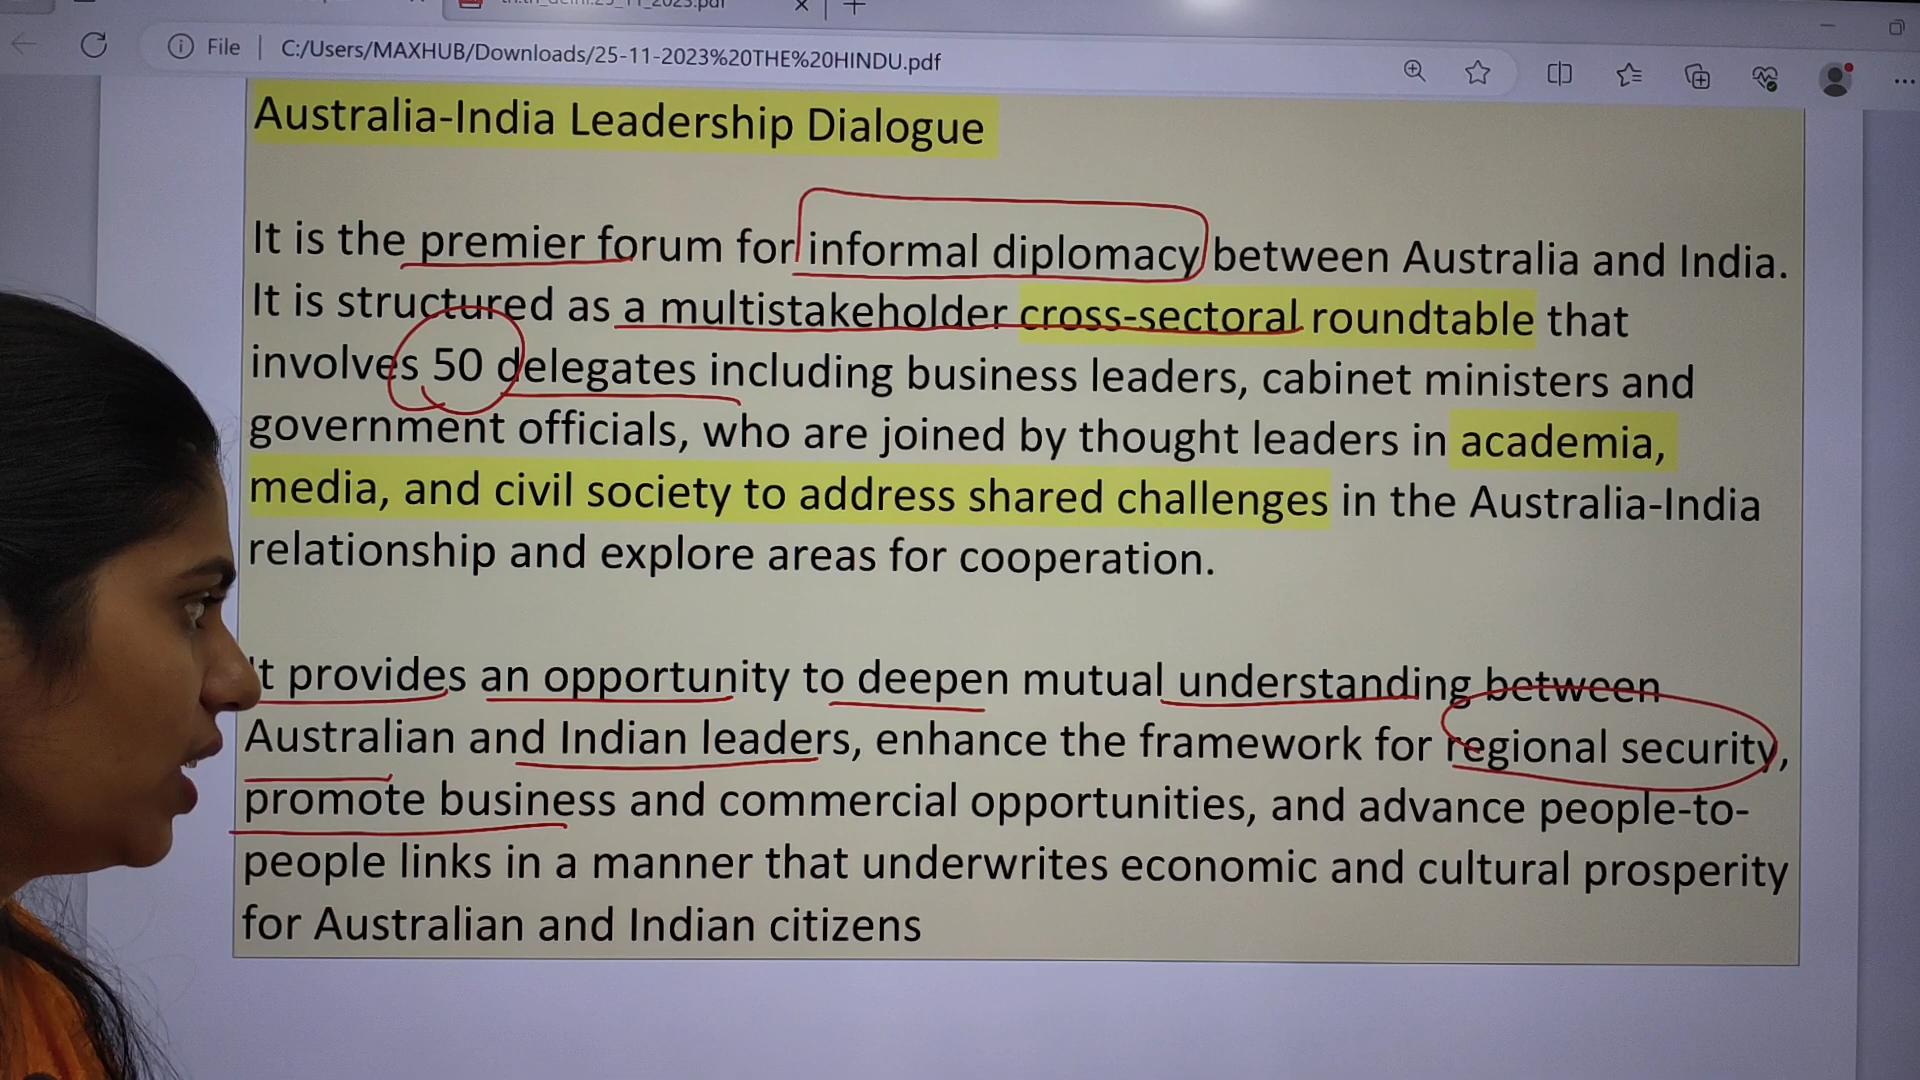 th.th_delhi.25_11_2023.pdf
File | C:/Users/MAXHUB/Downloads/25-11-2023%20THE%20HINDU.pdf
Australia-India Leadership Dialogue
It is the premier forum for informal diplomacy between Australia and India.
It is structured as a multistakeholder cross-sectoral roundtable that
involves 50 delegates including business leaders, cabinet ministers and
government officials, who are joined by thought leaders in academia,
media, and civil society to address shared challenges in the Australia-India
relationship and explore areas for cooperation.
It provides an opportunity to deepen mutual understanding between
Australian and Indian leaders, enhance the framework for regional security,
promote business and commercial opportunities, and advance people-to-
people links in a manner that underwrites economic and cultural prosperity
for Australian and Indian citizens